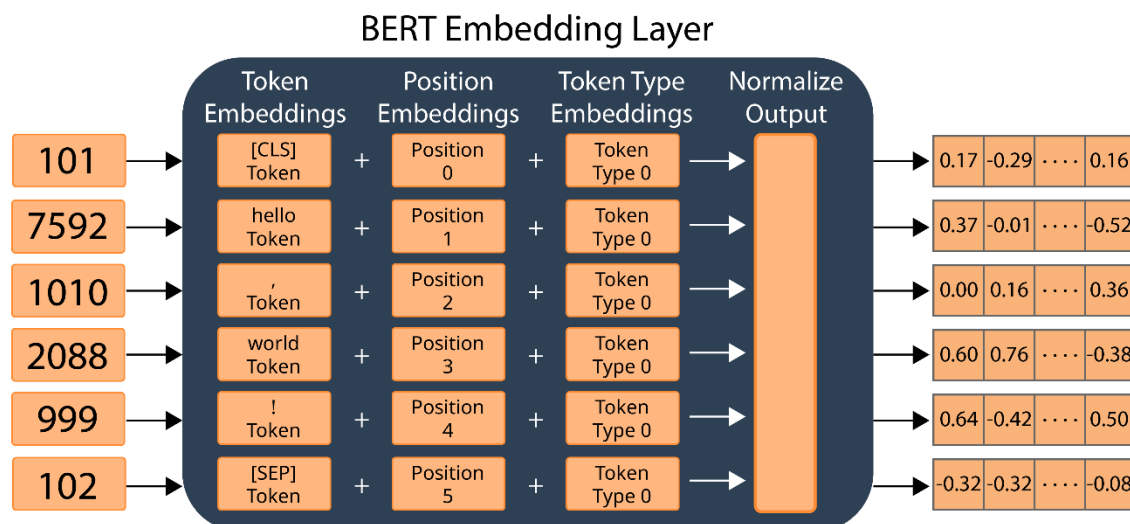 BERT Embedding Layer
Token Embeddings
Position Embeddings
Token Type Embeddings
Normalize Output
101 [CLS] Token + Position 0 + Token Type 0 0.17 -0.29 .... 0.16
7592 hello Token + Position 1 + Token Type 0 0.37 -0.01 .... -0.52
1010 , Token + Position 2 + Token Type 0 0.00 0.16 .... 0.36
2088 world Token + Position 3 + Token Type 0 0.60 0.76 .... -0.38
999 ! Token + Position 4 + Token Type 0 0.64 -0.42 .... 0.50
102 [SEP] Token + Position 5 + Token Type 0 -0.32 -0.32 .... -0.08